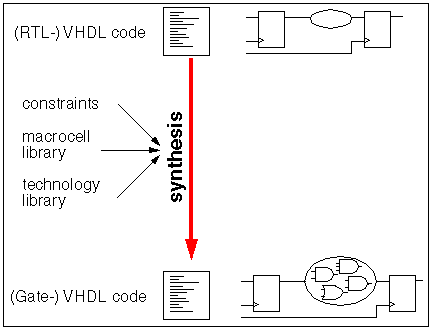 (RTL-) VHDL code
constraints
macrocell
library
technology
library
synthesis
(Gate-) VHDL code